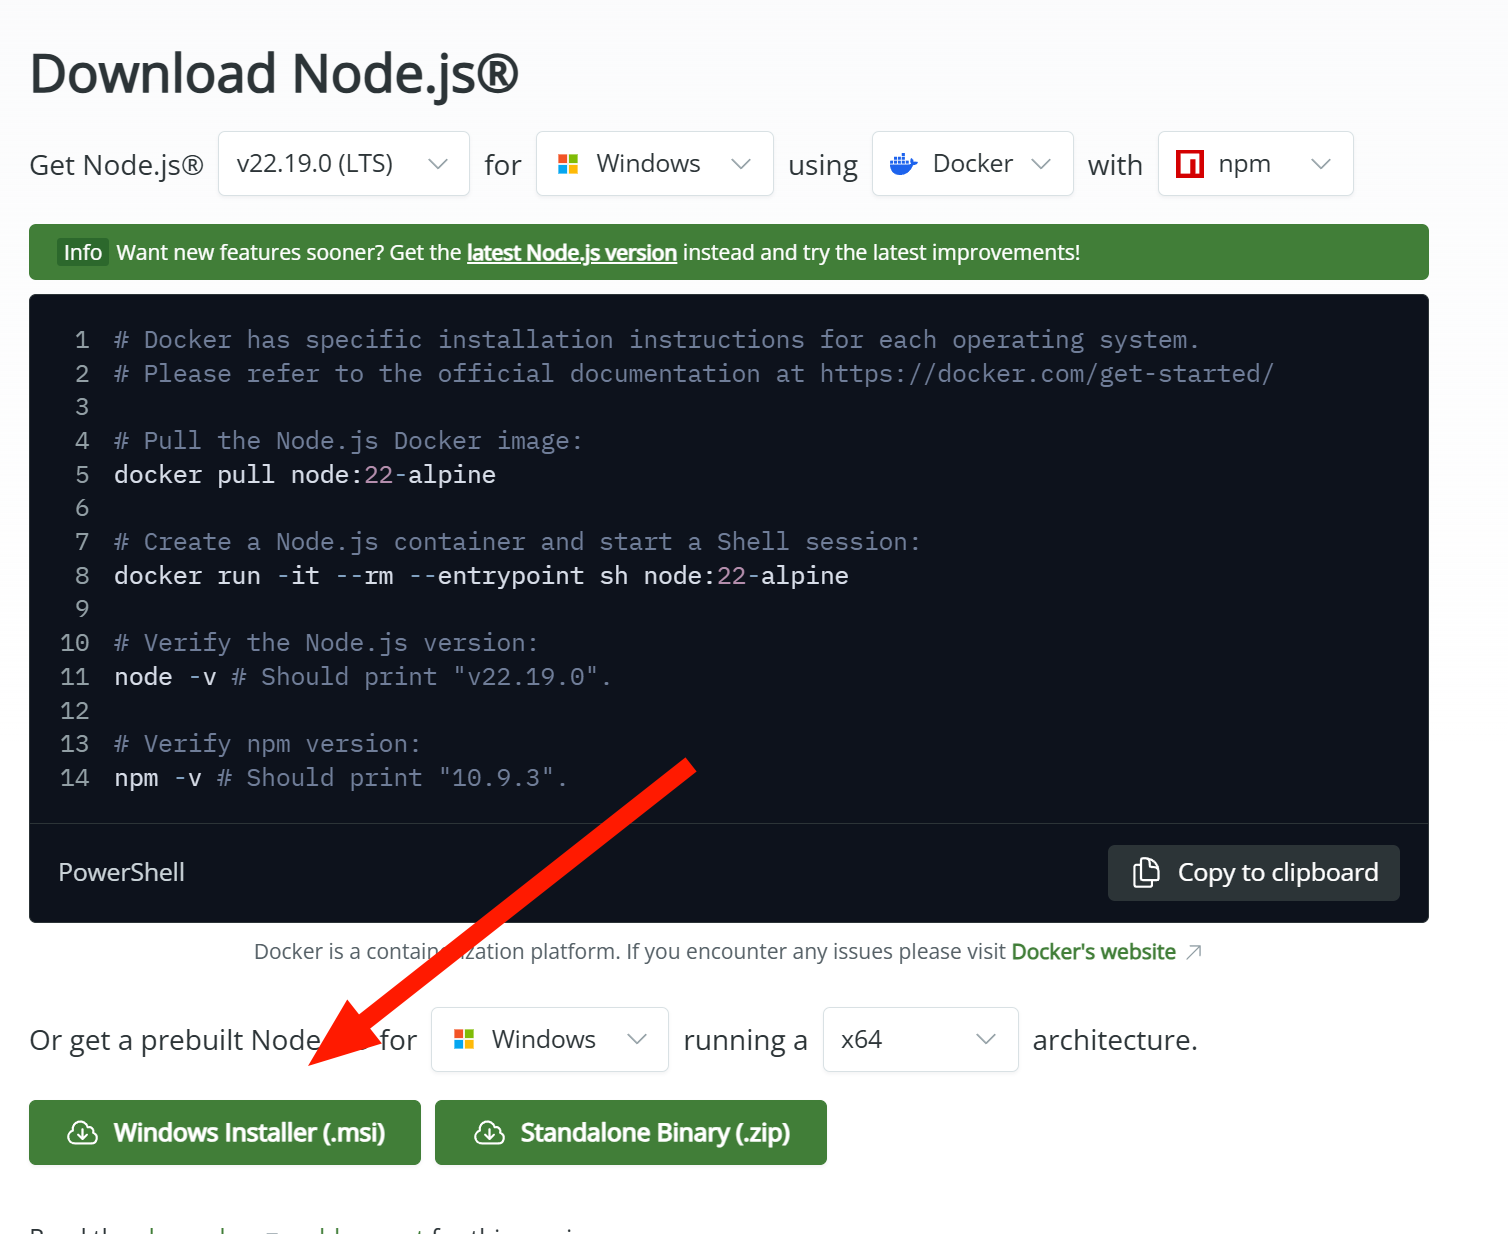 Download Node.js®
Get Node.js® v22.19.0 (LTS) for Windows using Docker with npm
Info Want new features sooner? Get the latest Node.js version instead and try the latest improvements!
1 # Docker has specific installation instructions for each operating system.
2 # Please refer to the official documentation at https://docker.com/get-started/
3
4 # Pull the Node.js Docker image:
5 docker pull node:22-alpine
6
7 # Create a Node.js container and start a Shell session:
8 docker run -it --rm --entrypoint sh node:22-alpine
9
10 # Verify the Node.js version:
11 node -v # Should print "v22.19.0".
12
13 # Verify npm version:
14 npm -v # Should print "10.9.3".
PowerShell
Copy to clipboard
Docker is a platform. If you encounter any issues please visit Docker's website
Or get a prebuilt Node for Windows running a x64 architecture.
Windows Installer (.msi)
Standalone Binary (.zip)